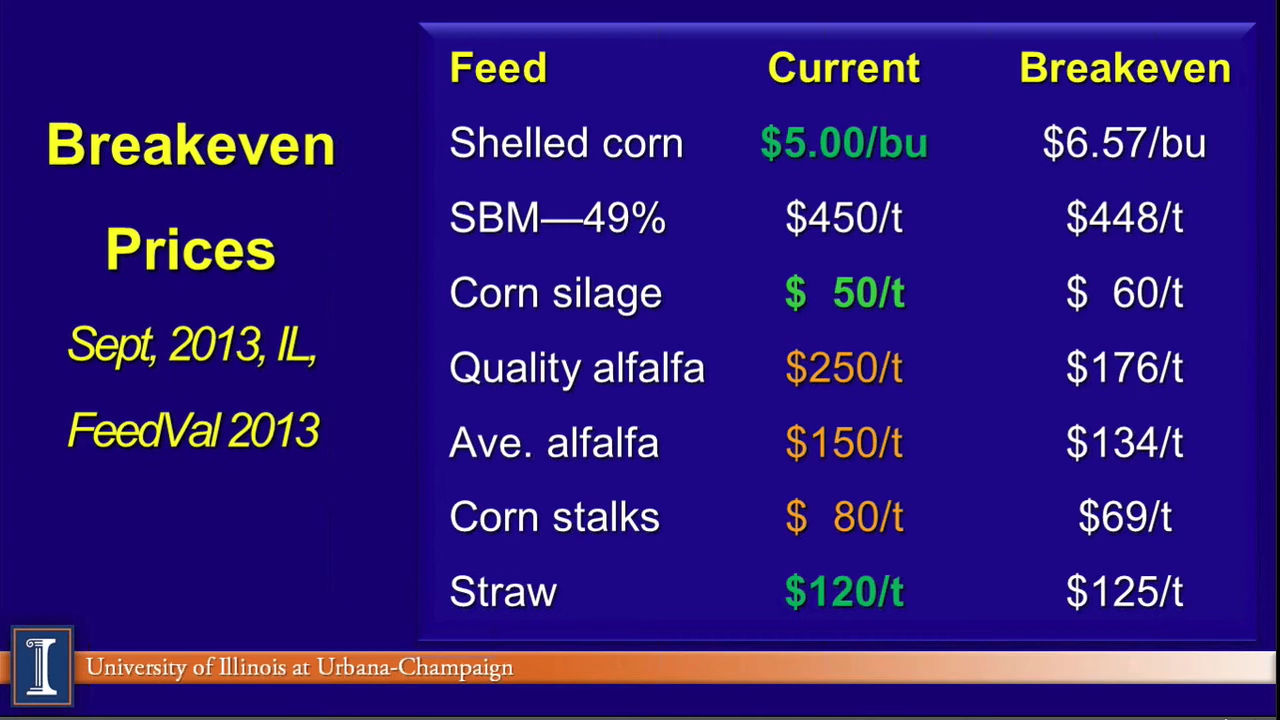 Breakeven
Prices
Sept, 2013, IL,
FeedVal 2013
Feed Current Breakeven
Shelled corn $5.00/bu $6.57/bu
SBM—49% $450/t $448/t
Corn silage $ 50/t $ 60/t
Quality alfalfa $250/t $176/t
Ave. alfalfa $150/t $134/t
Corn stalks $ 80/t $69/t
Straw $120/t $125/t
I
University of Illinois at Urbana-Champaign